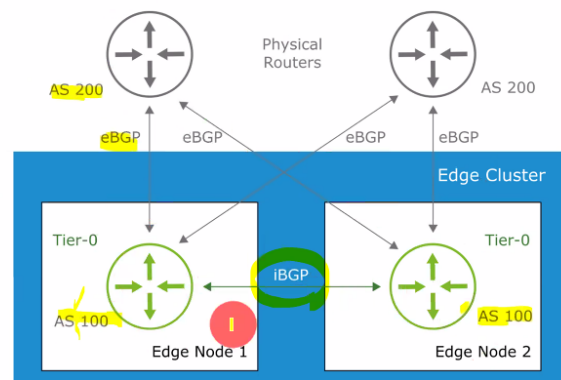 Physical
Routers
AS 200
AS 200
eBGP
eBGP
eBGP
eBGP
Edge Cluster
Tier-0
Tier-0
iBGP
AS 100
AS 100
Edge Node 1
Edge Node 2